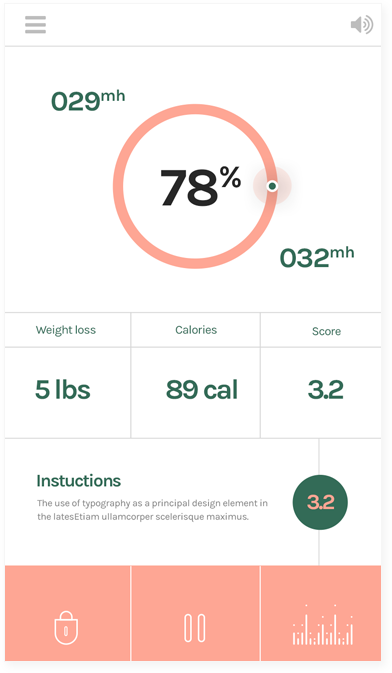 029mh
78%
032mh
Weight loss
Calories
Score
5 lbs
89 cal
3.2
Instuctions
The use of typography as a principal design element in
the latesEtiam ullamcorper scelerisque maximus.
3.2